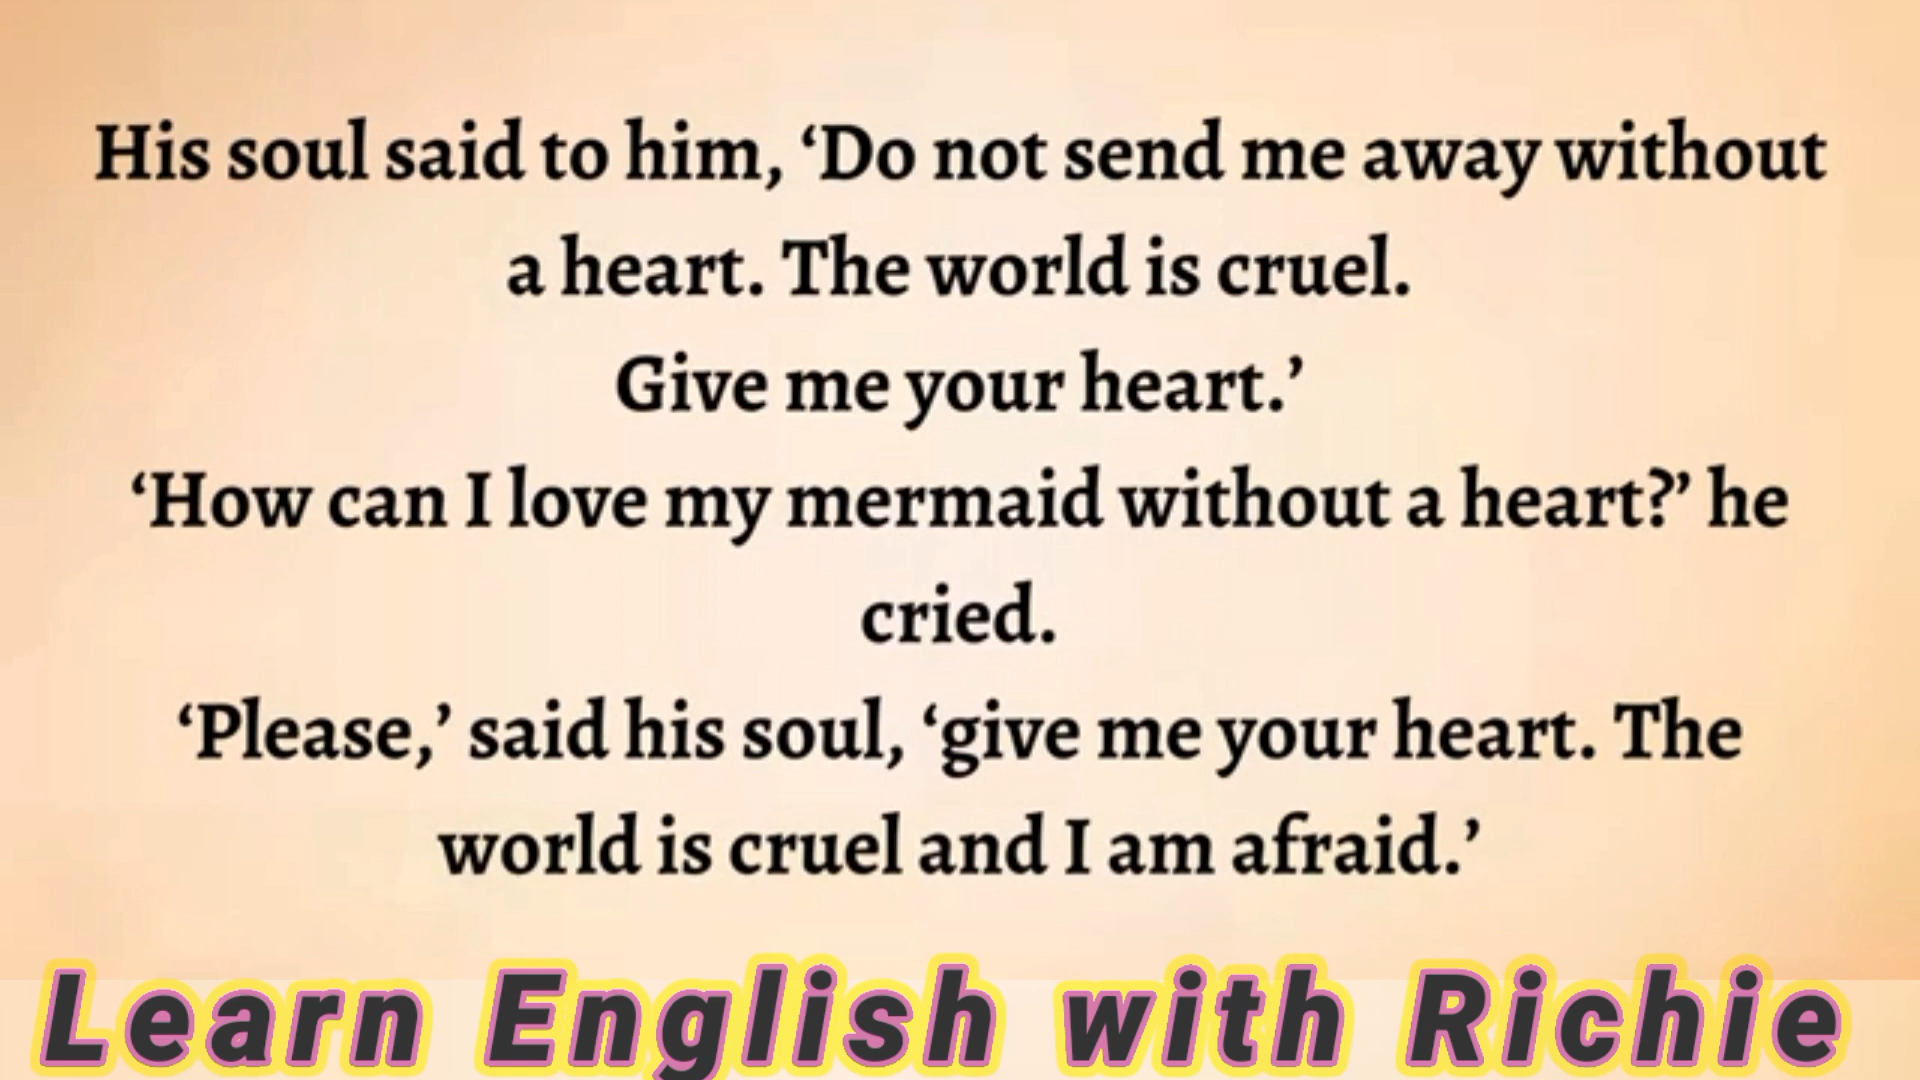 His soul said to him, ‘Do not send me away without
a heart. The world is cruel.
Give me your heart.’
‘How can I love my mermaid without a heart?’ he
cried.
‘Please,’ said his soul, ‘give me your heart. The
world is cruel and I am afraid.’
Learn English with Richie